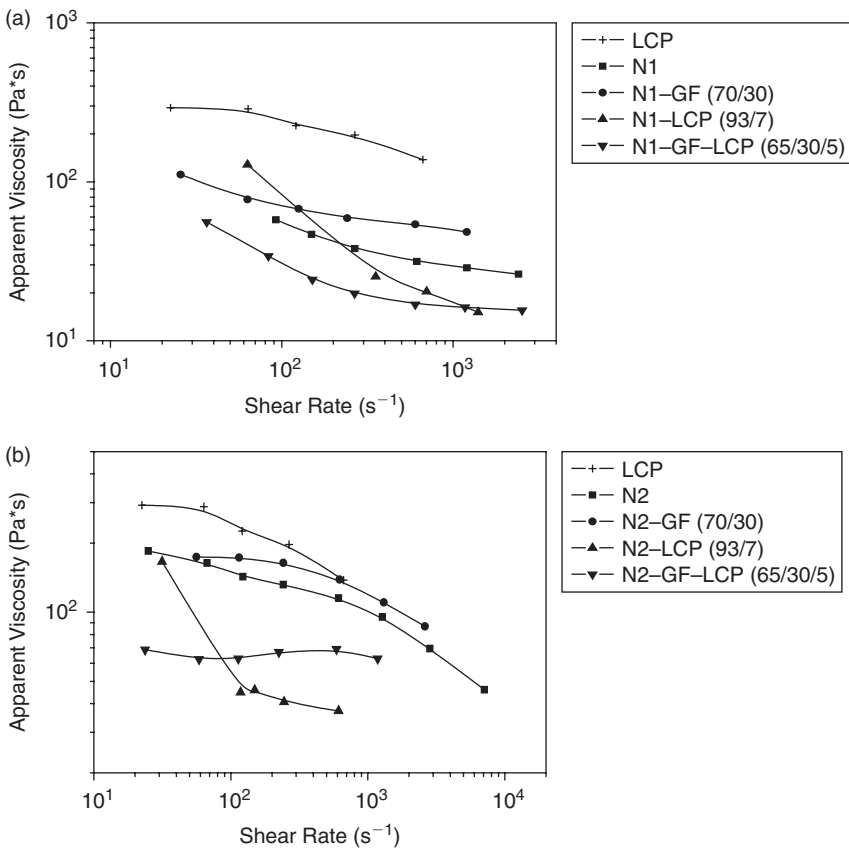 (a)
10³
10²
10¹
Apparent Viscosity (Pa*s)
10¹ 10² 10³
Shear Rate (s⁻¹)
LCP
N1
N1–GF (70/30)
N1–LCP (93/7)
N1–GF–LCP (65/30/5)
(b)
10²
Apparent Viscosity (Pa*s)
10¹ 10² 10³ 10⁴
Shear Rate (s⁻¹)
LCP
N2
N2–GF (70/30)
N2–LCP (93/7)
N2–GF–LCP (65/30/5)